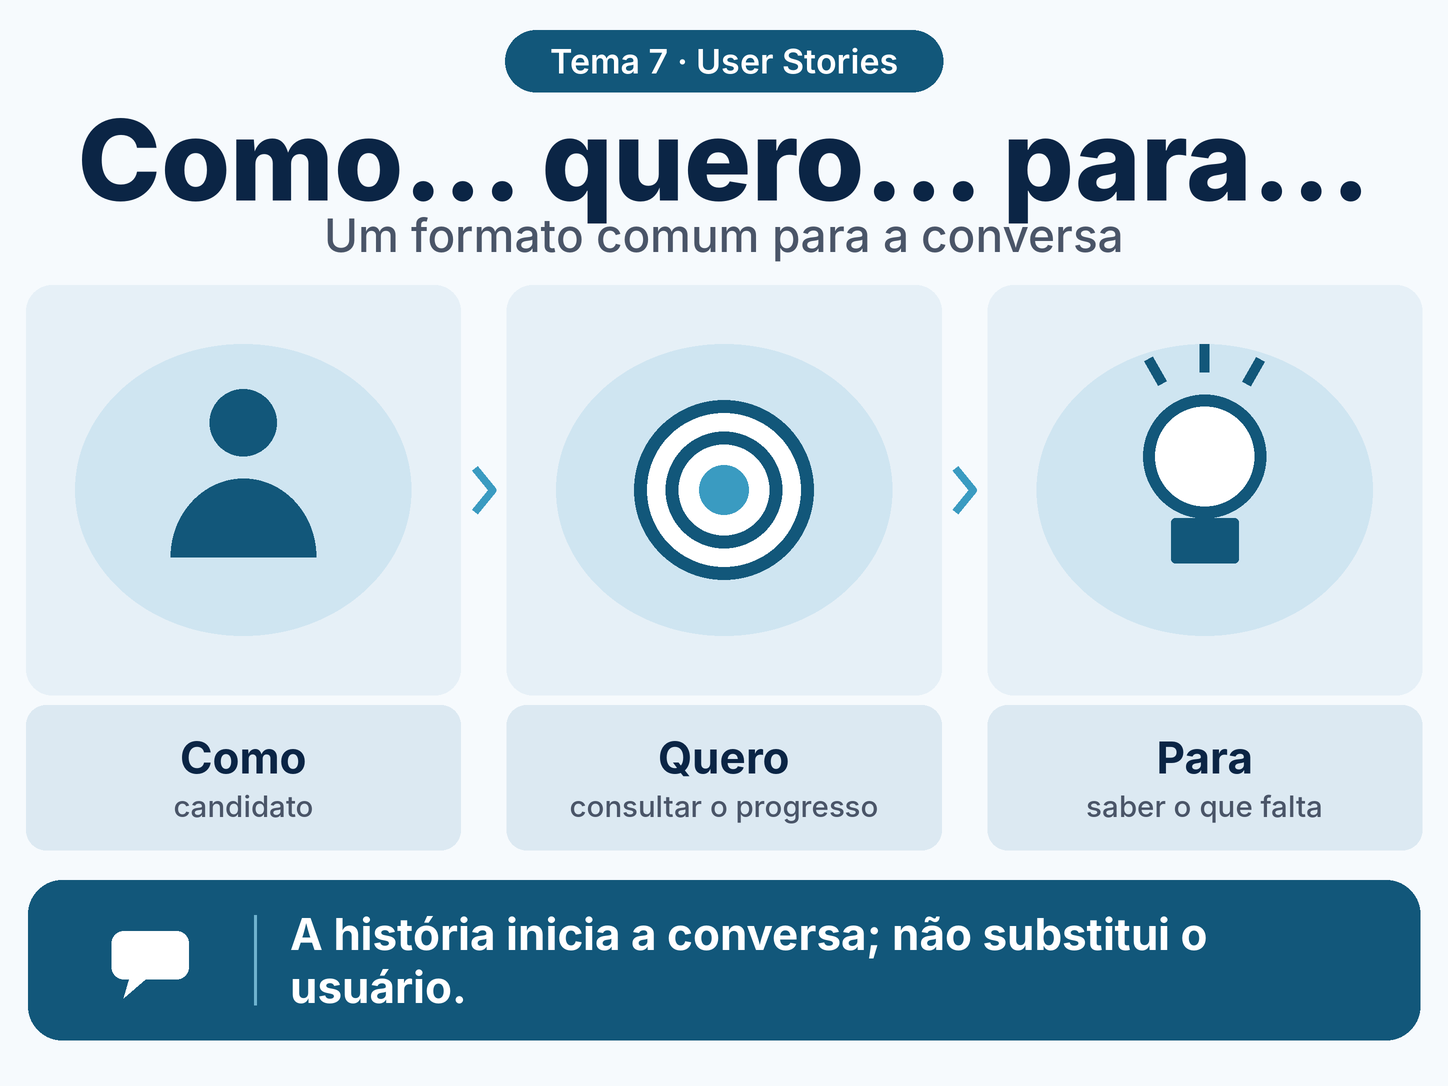 Tema 7 · User Stories
Como… quero… para…
Um formato comum para a conversa
Como
candidato
Quero
consultar o progresso
Para
saber o que falta
A história inicia a conversa; não substitui o
usuário.